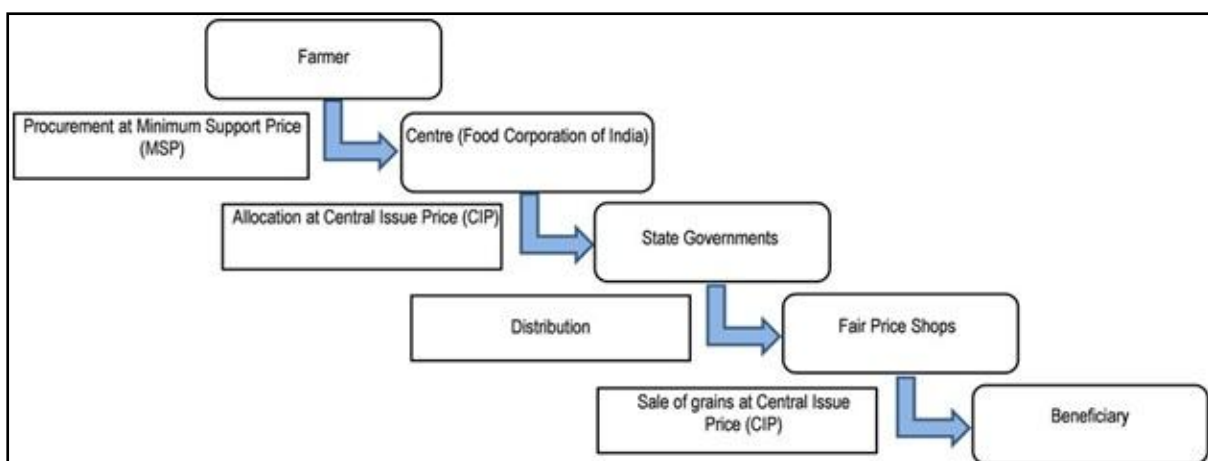 Farmer
Procurement at Minimum Support Price
(MSP)
Centre (Food Corporation of India)
Allocation at Central Issue Price (CIP)
State Governments
Distribution
Fair Price Shops
Sale of grains at Central Issue
Price (CIP)
Beneficiary